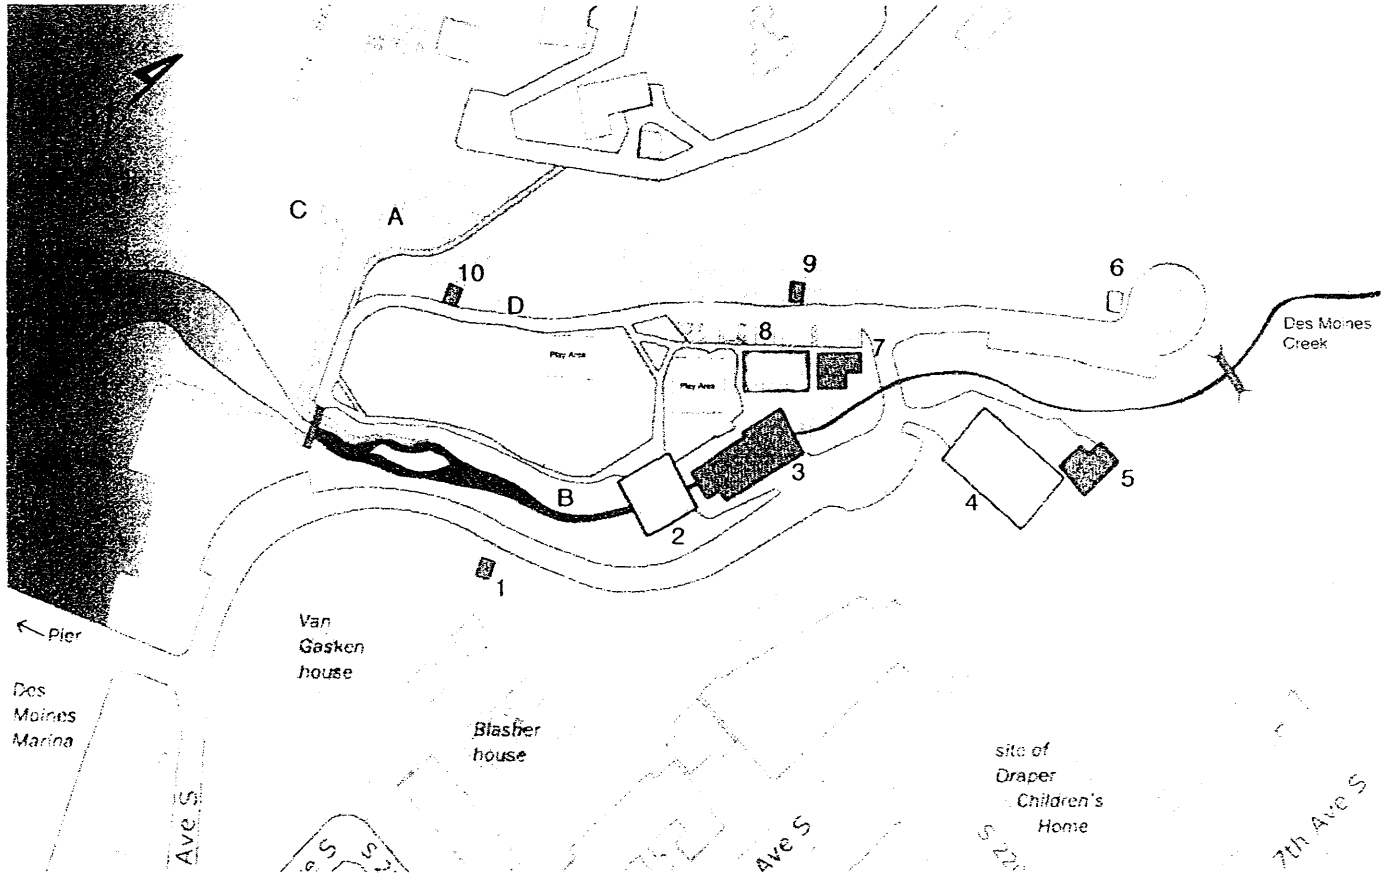 C
A
10
9
6
D
8
7
Des Moines
Creek
Play Area
Play Area
3
5
B
4
2
1
Van
Gasken
house
Pier
Des
Moines
Marina
Blasher
house
site of
Draper
Children's
Home
Ave S
S
Ave S
7th Ave S